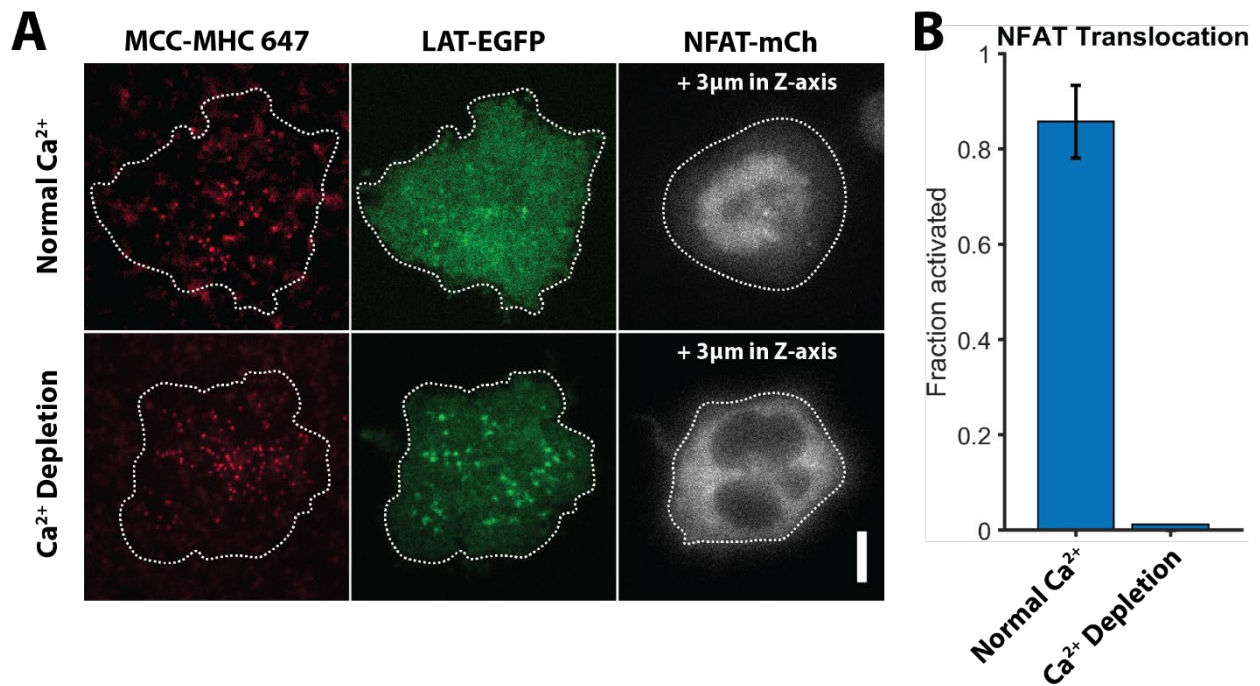 A
MCC-MHC 647
LAT-EGFP
NFAT-mCh
Normal Ca²⁺
+ 3µm in Z-axis
Ca²⁺ Depletion
+ 3µm in Z-axis
B
NFAT Translocation
Fraction activated
1
0.8
0.6
0.4
0.2
0
Normal Ca²⁺
Ca²⁺ Depletion